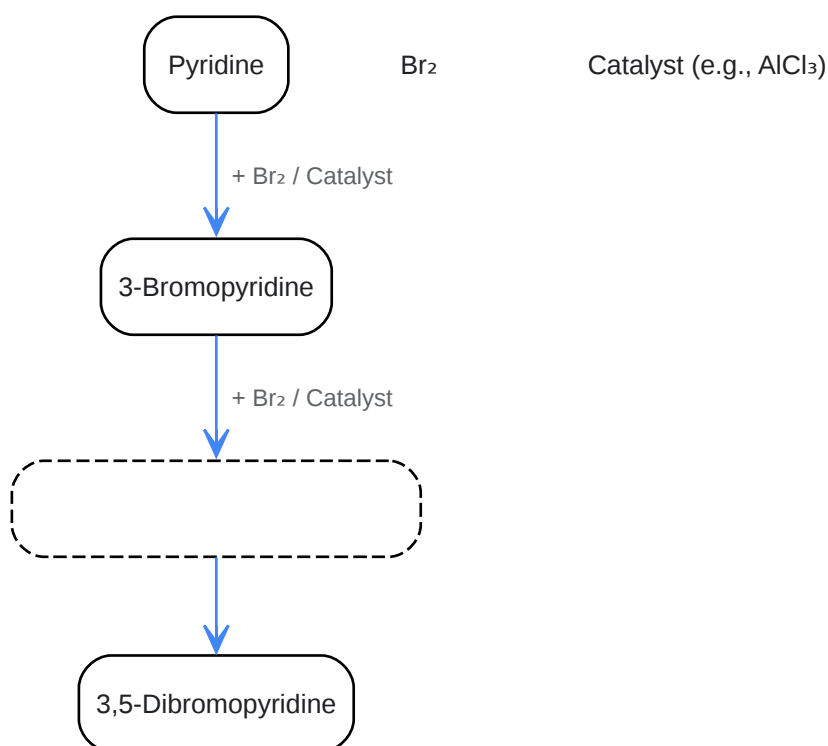 Pyridine
Br₂
Catalyst (e.g., AlCl₃)
+ Br₂ / Catalyst
3-Bromopyridine
+ Br₂ / Catalyst
3,5-Dibromopyridine